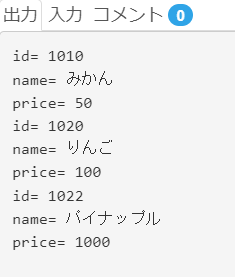 出力 入力 コメント 0
id= 1010
name= みかん
price= 50
id= 1020
name= りんご
price= 100
id= 1022
name= パイナップル
price= 1000